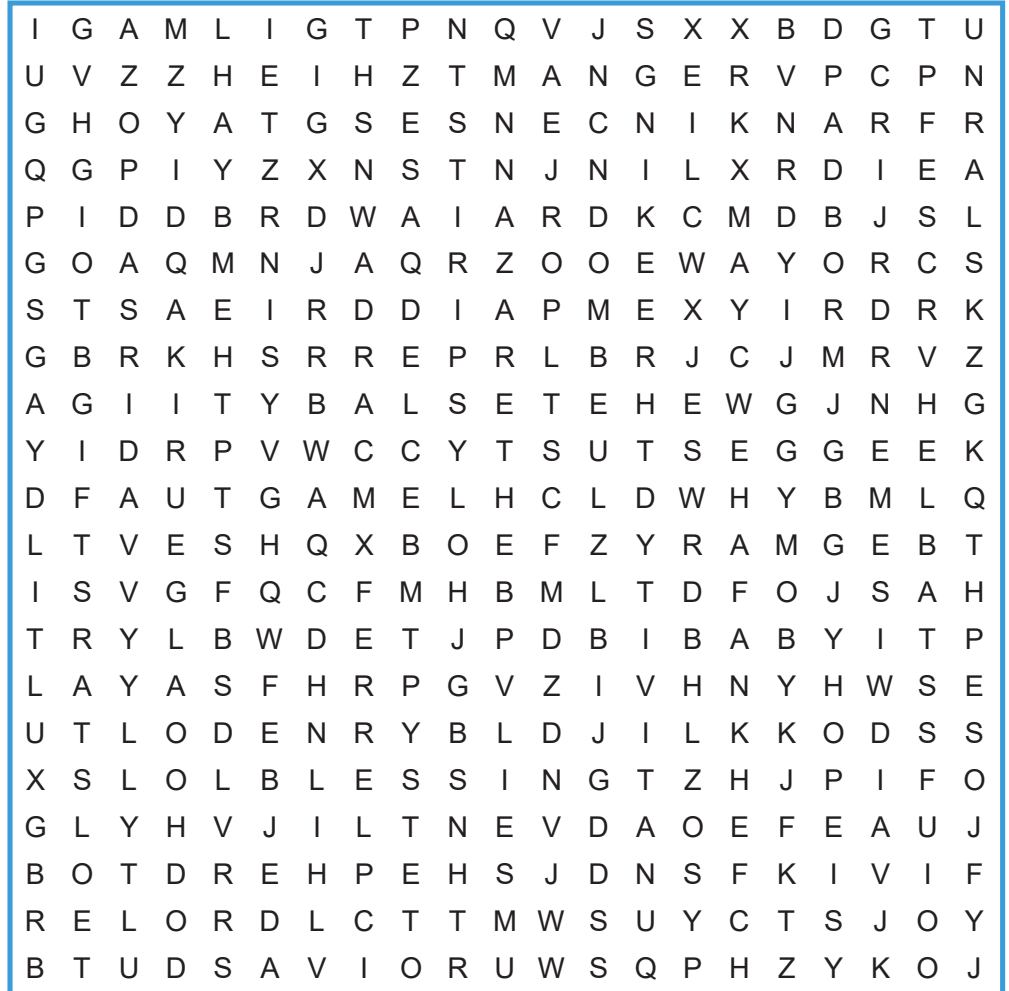 I G A M L I G T P N Q V J S X X B D G T U
U V Z Z H E I H Z T M A N G E R V P C P N
G H O Y A T G S E S N E C N I K N A R F R
Q G P I Y Z X N S T N J N I L X R D I E A
P I D D B R D W A I A R D K C M D B J S L
G O A Q M N J A Q R Z O O E W A Y O R C S
S T S A E I R D D I A P M E X Y I R D R K
G B R K H S R R E P R L B R J C J M R V Z
A G I I T Y B A L S E T E H E W G J N H G
Y I D R P V W C C Y T S U T S E G G E E K
D F A U T G A M E L H C L D W H Y B M L Q
L T V E S H Q X B O E F Z Y R A M G E B T
I S V G F Q C F M H B M L T D F O J S A H
T R Y L B W D E T J P D B I B A B Y I T P
L A Y A S F H R P G V Z I V H N Y H W S E
U T L O D E N R Y B L D J I L K K O D S S
X S L O L B L E S S I N G T Z H J P I F O
G L Y H V J I L T N E V D A O E F E A U J
B O T D R E H P E H S J D N S F K I V I F
R E L O R D L C T T M W S U Y C T S J O Y
B T U D S A V I O R U W S Q P H Z Y K O J